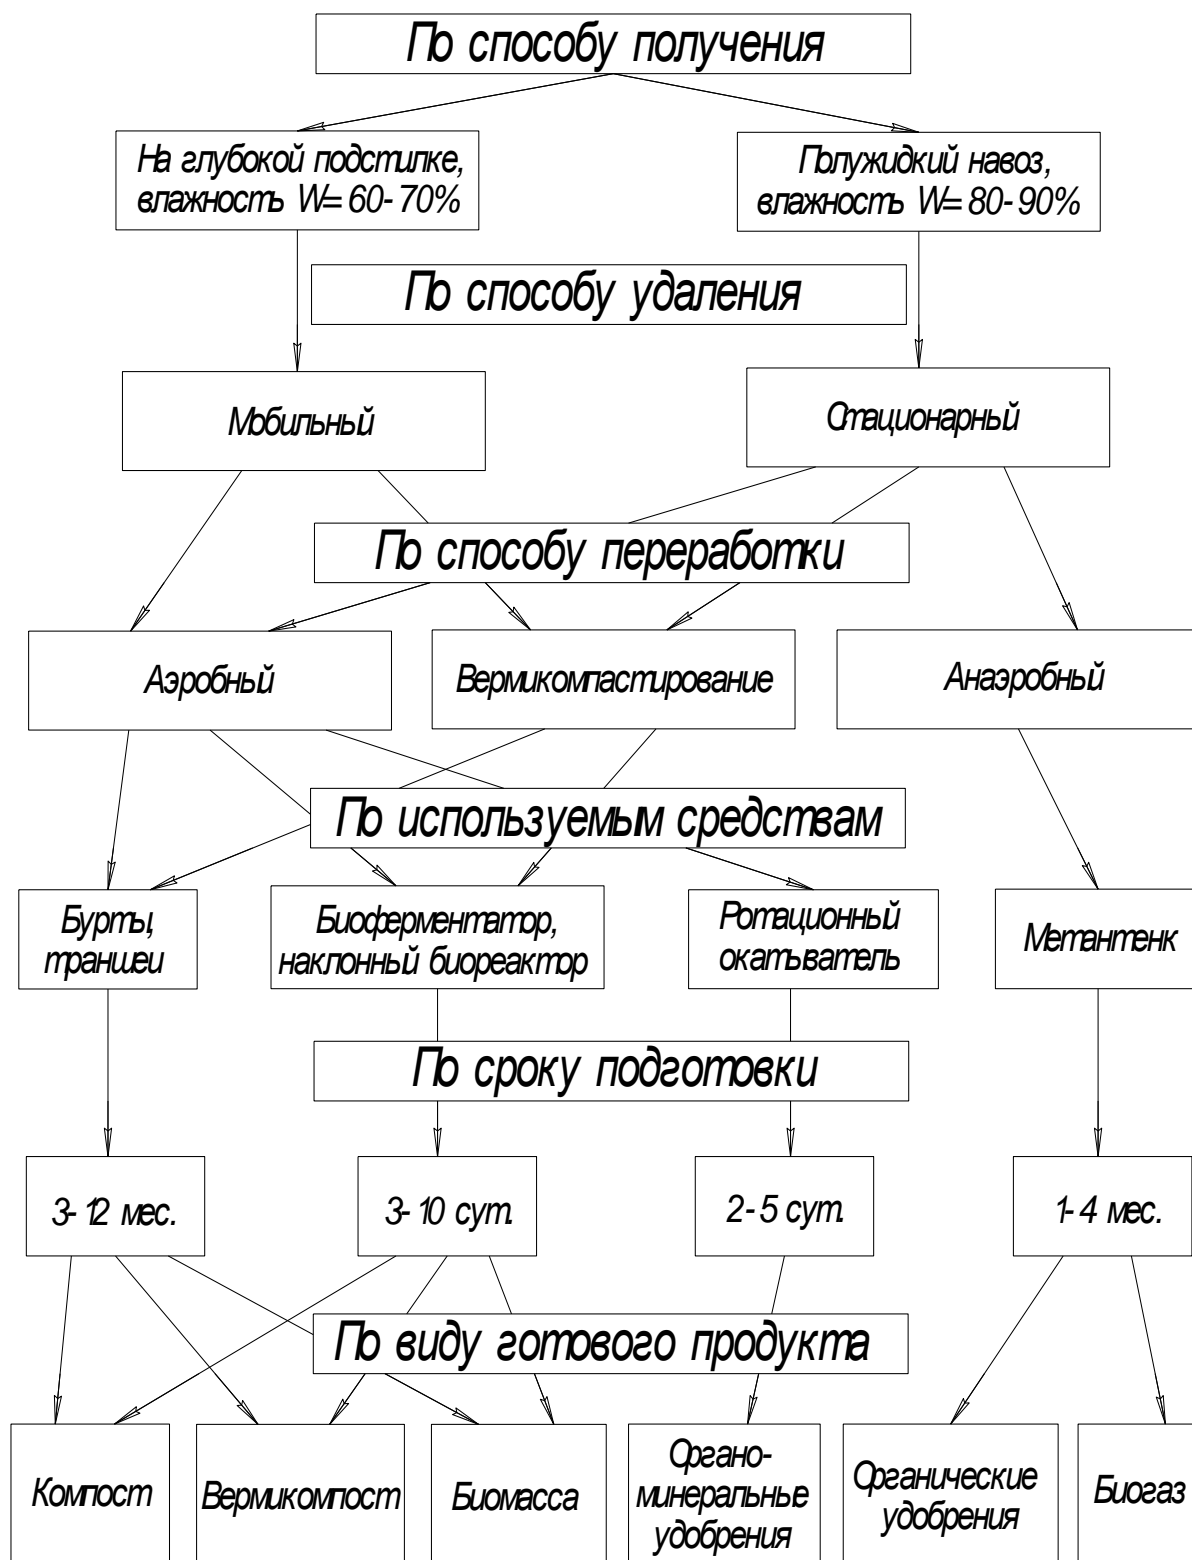 По способу получения
На глубокой подстилке,
влажность W=60-70%
Полужидкий навоз,
влажность W=80-90%
По способу удаления
Мобильный
Стационарный
По способу переработки
Аэробный
Вермикомпастирование
Анаэробный
По используемым средствам
Бурты,
траншеи
Биоферментатор,
наклонный биореактор
Ротационный
окатыватель
Метантенк
По сроку подготовки
3-12 мес.
3-10 сут.
2-5 сут.
1-4 мес.
По виду готового продукта
Компост
Вермикомпост
Биомасса
Органо-
минеральные
удобрения
Органические
удобрения
Биогаз